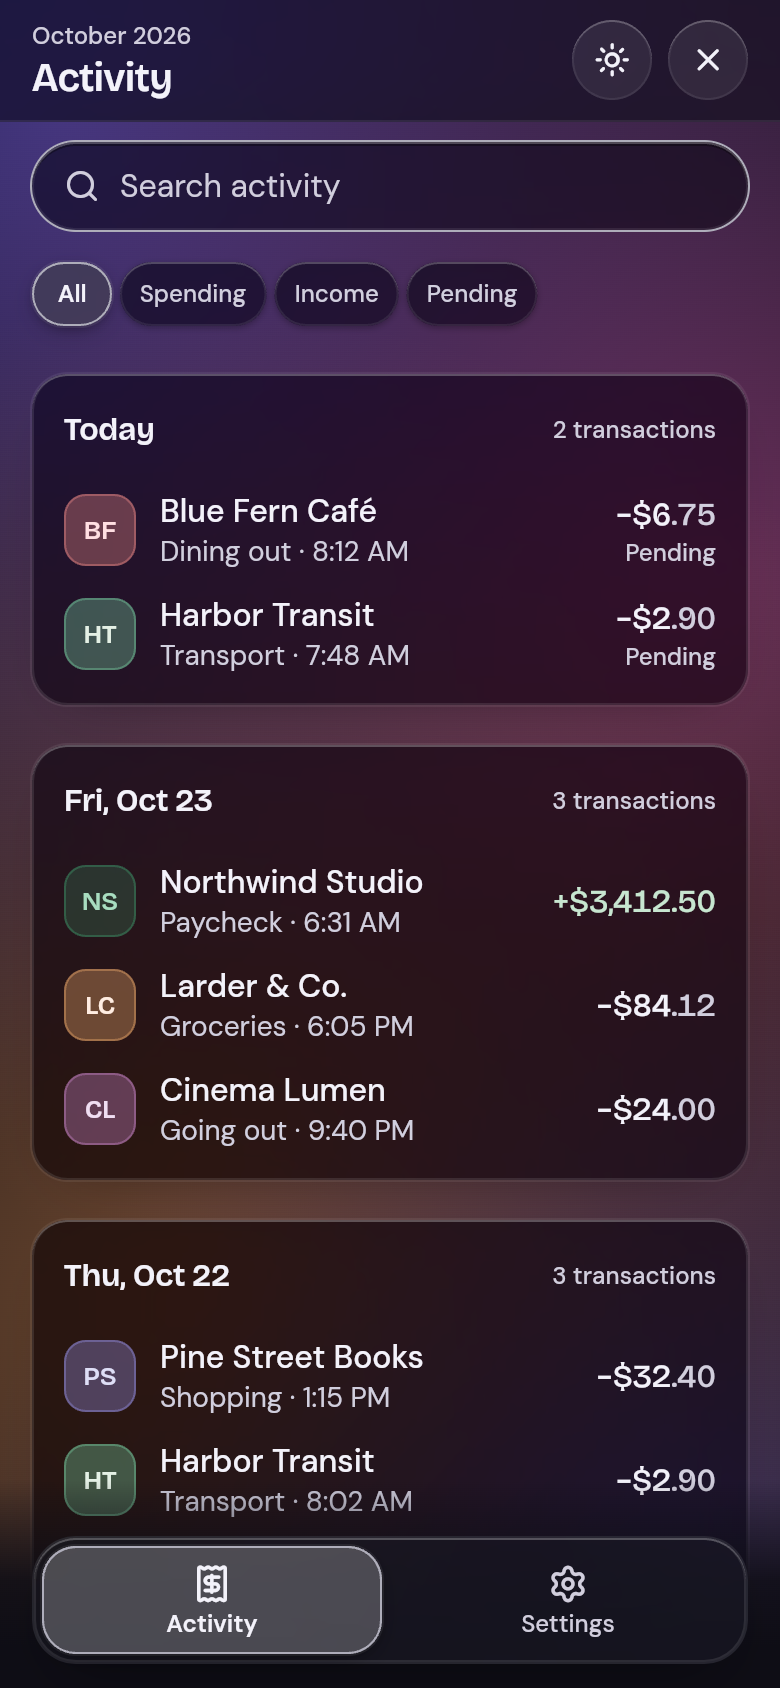 October 2026
Activity
Search activity
All
Spending
Income
Pending
Today
2 transactions
BF
Blue Fern Café
Dining out · 8:12 AM
−$6.75
Pending
HT
Harbor Transit
Transport · 7:48 AM
−$2.90
Pending
Fri, Oct 23
3 transactions
NS
Northwind Studio
Paycheck · 6:31 AM
+$3,412.50
LC
Larder & Co.
Groceries · 6:05 PM
−$84.12
CL
Cinema Lumen
Going out · 9:40 PM
−$24.00
Thu, Oct 22
3 transactions
PS
Pine Street Books
Shopping · 1:15 PM
−$32.40
HT
Harbor Transit
Transport · 8:02 AM
−$2.90
Activity
Settings